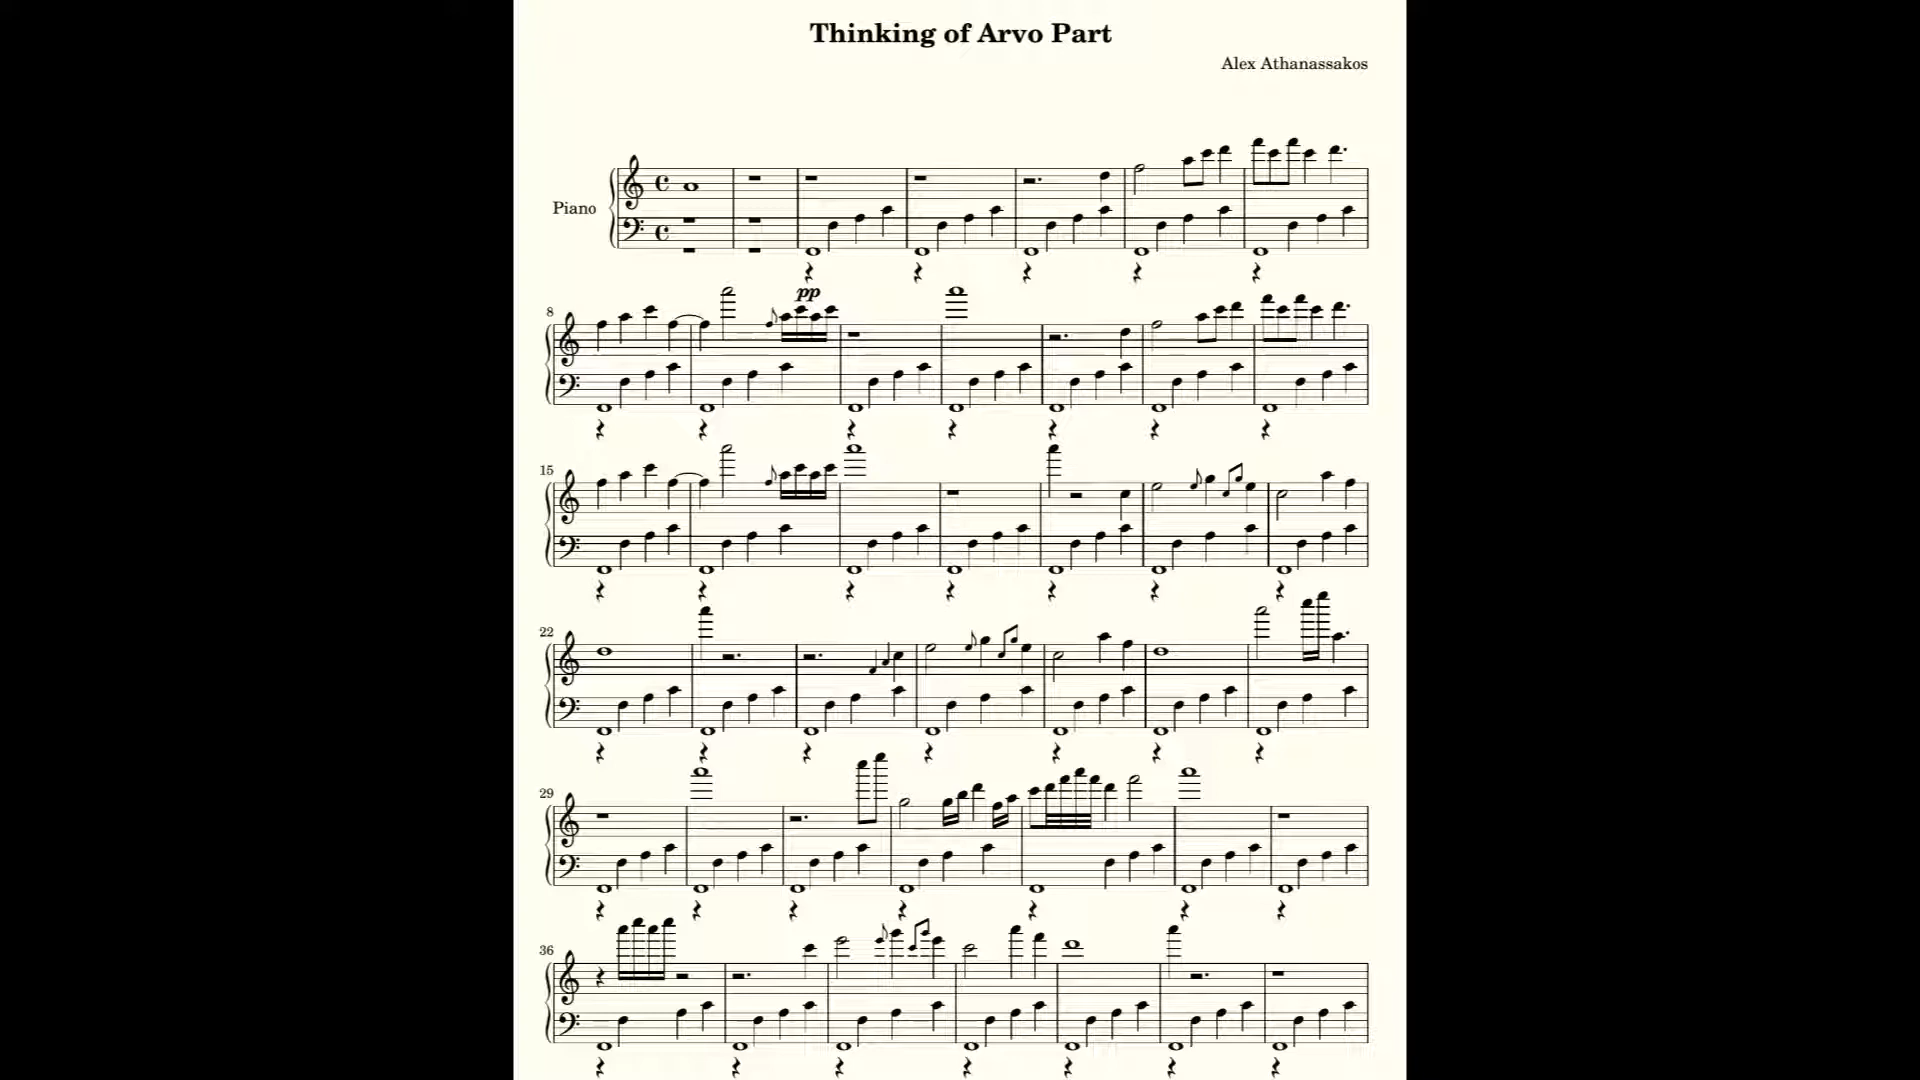 Thinking of Arvo Part
Alex Athanassakos
Piano
pp
8
15
22
29
36